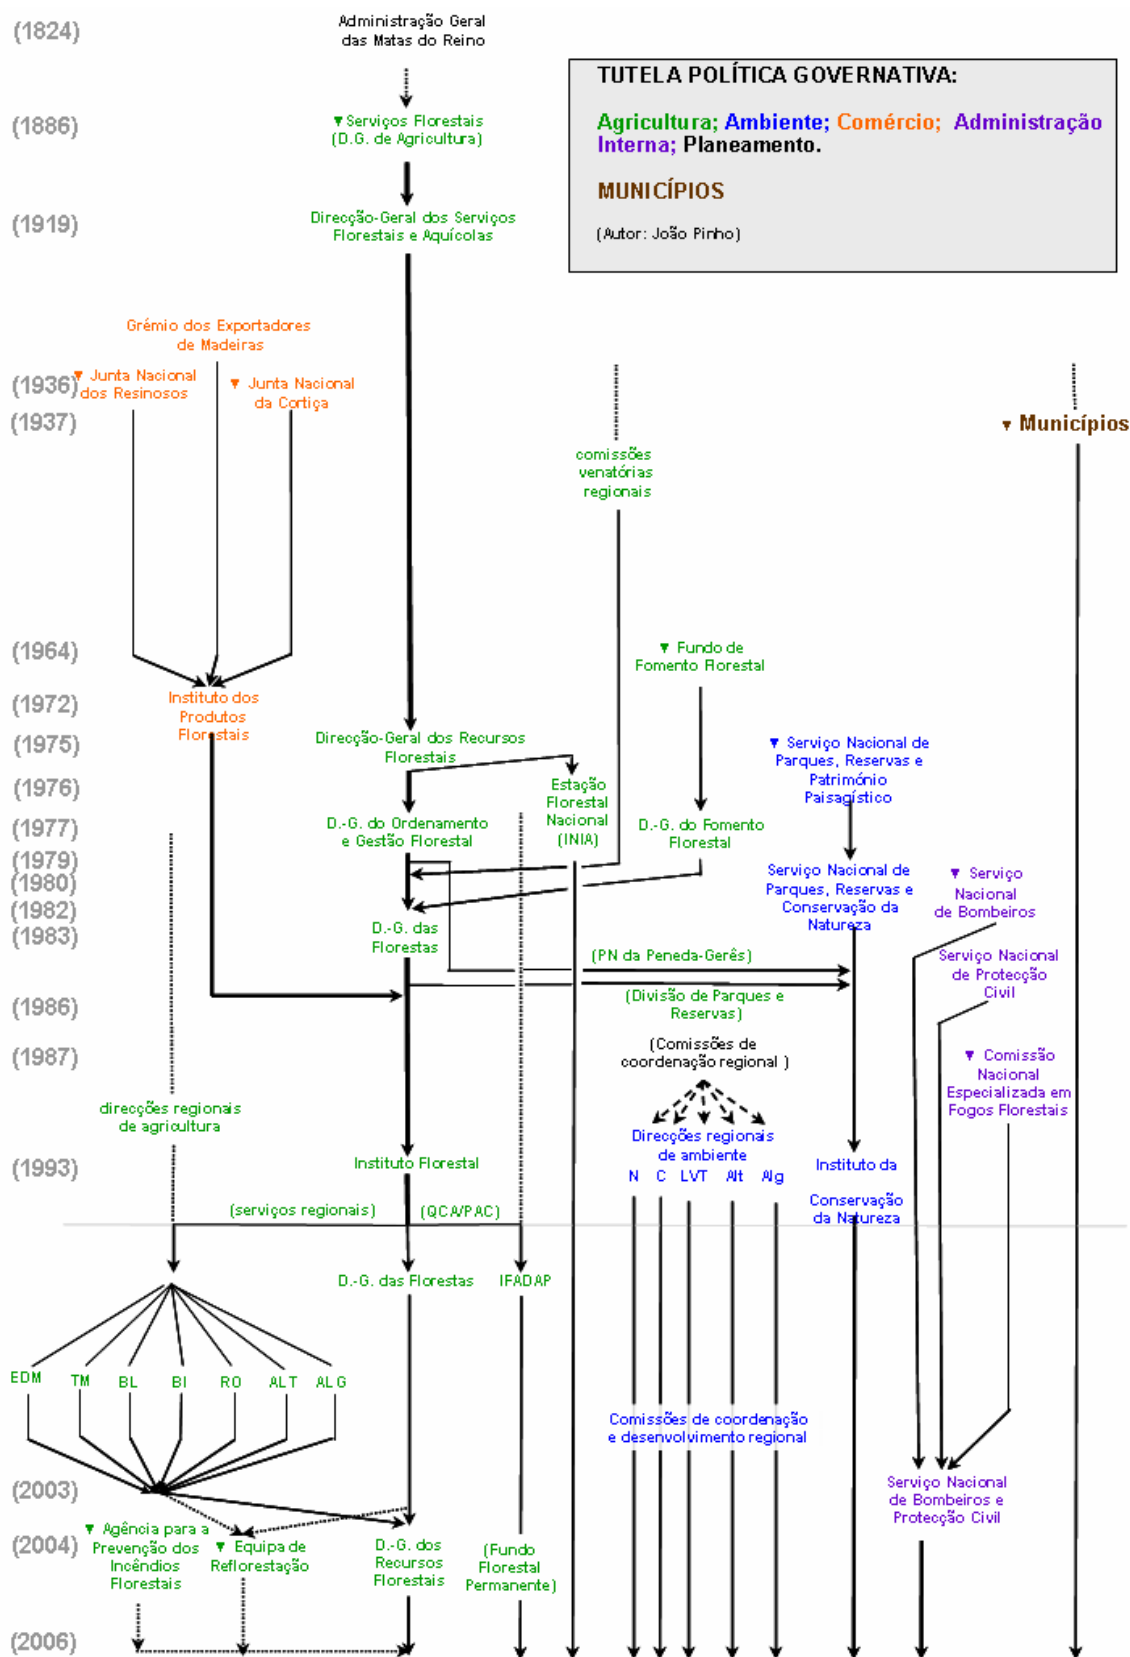 (1824)
Administração Geral
das Matas do Reino
TUTELA POLÍTICA GOVERNATIVA:
Agricultura; Ambiente; Comércio; Administração
Interna; Planeamento.
MUNICÍPIOS
(Autor: João Pinho)
(1886)
▼Serviços Florestais
(D.G. de Agricultura)
(1919)
Direcção-Geral dos Serviços
Florestais e Aquícolas
Grémio dos Exportadores
de Madeiras
(1936)
▼ Junta Nacional
dos Resinosos
▼ Junta Nacional
da Cortiça
(1937)
▼ Municípios
comissões
venatórias
regionais
(1964)
▼ Fundo de
Fomento Florestal
(1972)
Instituto dos
Produtos
Florestais
(1975)
Direcção-Geral dos Recursos
Florestais
▼ Serviço Nacional de
Parques, Reservas e
Património
Paisagístico
(1976)
Estação
Florestal
Nacional
(INIA)
(1977)
D.-G. do Ordenamento
e Gestão Florestal
D.-G. do Fomento
Florestal
(1979)
(1980)
Serviço Nacional de
Parques, Reservas e
Conservação da
Natureza
▼ Serviço
Nacional
de Bombeiros
(1982)
(1983)
D.-G. das
Florestas
(PN da Peneda-Gerês)
Serviço Nacional
de Protecção
Civil
(1986)
(Divisão de Parques e
Reservas)
(1987)
(Comissões de
coordenação regional )
▼ Comissão
Nacional
Especializada em
Fogos Florestais
direcções regionais
de agricultura
(1993)
Instituto Florestal
Direcções regionais
de ambiente
N C LVT Alt Alg
Instituto da
Conservação
da Natureza
(serviços regionais)
(QCA/PAC)
D.-G. das Florestas
IFADAP
EDM TM BL BI RO ALT ALG
Comissões de coordenação
e desenvolvimento regional
(2003)
Serviço Nacional
de Bombeiros e
Protecção Civil
(2004)
▼ Agência para a
Prevenção dos
Incêndios
Florestais
▼ Equipa de
Reflorestação
D.-G. dos
Recursos
Florestais
(Fundo
Florestal
Permanente)
(2006)